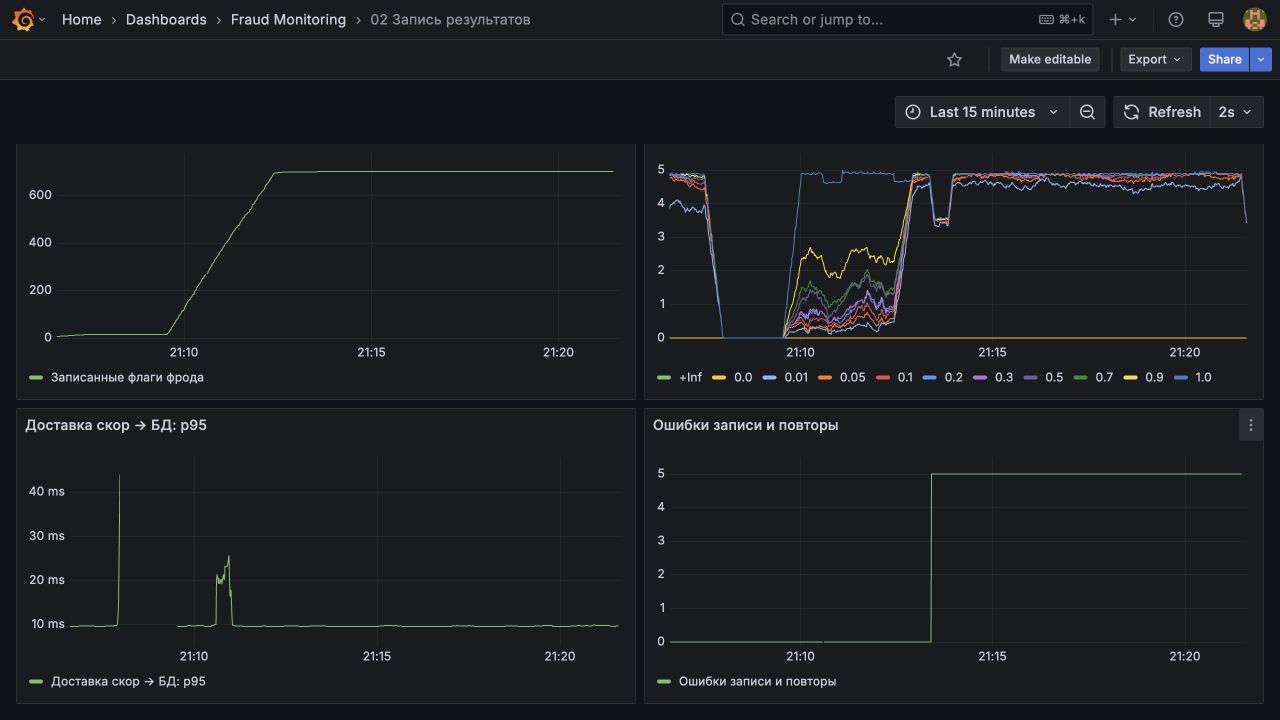 Home › Dashboards › Fraud Monitoring › 02 Запись результатов
Search or jump to... ⌘+k
Make editable Export Share
Last 15 minutes Refresh 2s
600
400
200
0
21:10 21:15 21:20
Записанные флаги фрода
5
4
3
2
1
0
21:10 21:15 21:20
+Inf 0.0 0.01 0.05 0.1 0.2 0.3 0.5 0.7 0.9 1.0
Доставка скор → БД: p95
40 ms
30 ms
20 ms
10 ms
21:10 21:15 21:20
Доставка скор → БД: p95
Ошибки записи и повторы
5
4
3
2
1
0
21:10 21:15 21:20
Ошибки записи и повторы